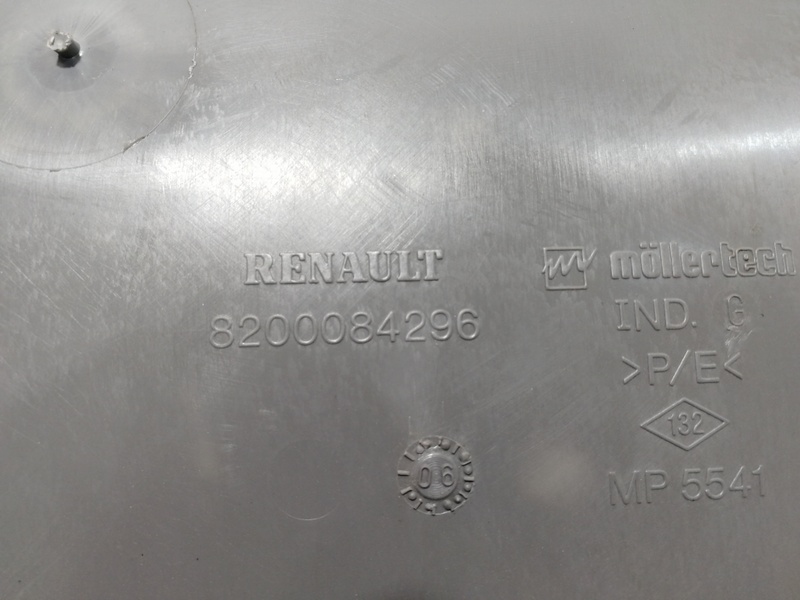 RENAULT
8200084296
möllertech
IND. G
>P/E<
132
MP 5541
06